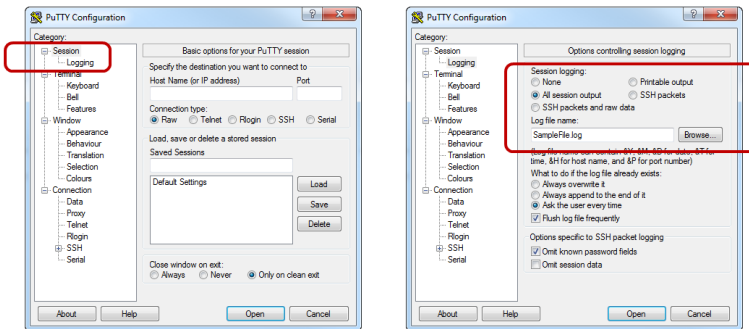 PuTTY Configuration
Category:
Session
Logging
Terminal
Keyboard
Bell
Features
Window
Appearance
Behaviour
Translation
Selection
Colours
Connection
Data
Proxy
Telnet
Rlogin
SSH
Serial
Basic options for your PuTTY session
Specify the destination you want to connect to
Host Name (or IP address) Port
Connection type:
Raw Telnet Rlogin SSH Serial
Load, save or delete a stored session
Saved Sessions
Default Settings
Load
Save
Delete
Close window on exit:
Always Never Only on clean exit
About Help Open Cancel
PuTTY Configuration
Category:
Session
Logging
Terminal
Keyboard
Bell
Features
Window
Appearance
Behaviour
Translation
Selection
Colours
Connection
Data
Proxy
Telnet
Rlogin
SSH
Serial
Options controlling session logging
Session logging:
None Printable output
All session output SSH packets
SSH packets and raw data
Log file name:
SampleFile.log Browse...
(Log file name can contain &Y, &M, &D for date, &T for
time, &H for host name, and &P for port number)
What to do if the log file already exists:
Always overwrite it
Always append to the end of it
Ask the user every time
Flush log file frequently
Options specific to SSH packet logging
Omit known password fields
Omit session data
About Help Open Cancel